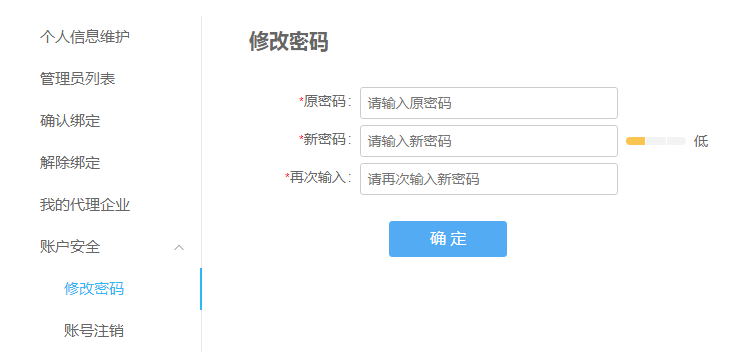 个人信息维护
管理员列表
确认绑定
解除绑定
我的代理企业
账户安全
修改密码
账号注销
修改密码
*原密码: 请输入原密码
*新密码: 请输入新密码 低
*再次输入: 请再次输入新密码
确 定